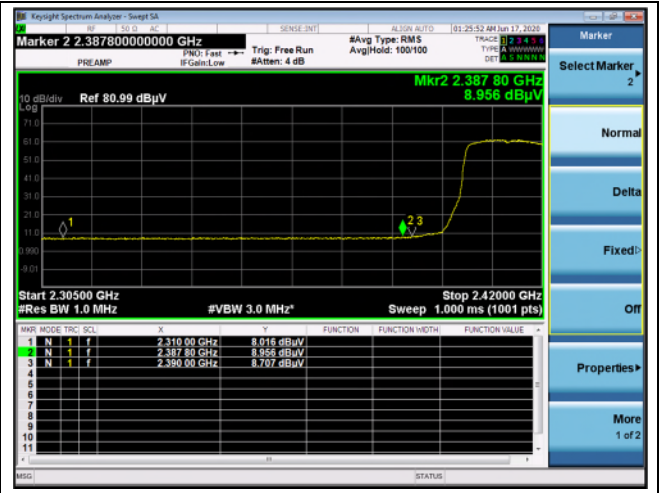 Keysight Spectrum Analyzer - Swept SA
RF 50 Ω AC SENSE:INT ALIGN AUTO 01:25:52 AM Jun 17, 2020
Marker 2 2.387800000000 GHz
PREAMP
PNO: Fast
IFGain:Low
Trig: Free Run
#Atten: 4 dB
#Avg Type: RMS
Avg|Hold: 100/100
TRACE 1 2 3 4 5 6
TYPE A WWWWW
DET A S N N N N
Mkr2 2.387 80 GHz
8.956 dBµV
10 dB/div Ref 80.99 dBµV
Log
71.0
61.0
51.0
41.0
31.0
21.0
11.0
0.990
-9.01
1
2
3
Start 2.30500 GHz
Stop 2.42000 GHz
#Res BW 1.0 MHz
#VBW 3.0 MHz*
Sweep 1.000 ms (1001 pts)
MKR MODE TRC SCL X Y FUNCTION FUNCTION WIDTH FUNCTION VALUE
1 N 1 f 2.310 00 GHz 8.016 dBµV
2 N 1 f 2.387 80 GHz 8.956 dBµV
3 N 1 f 2.390 00 GHz 8.707 dBµV
4
5
6
7
8
9
10
11
MSG
STATUS
Marker
Select Marker
2
Normal
Delta
Fixed
Off
Properties
More
1 of 2